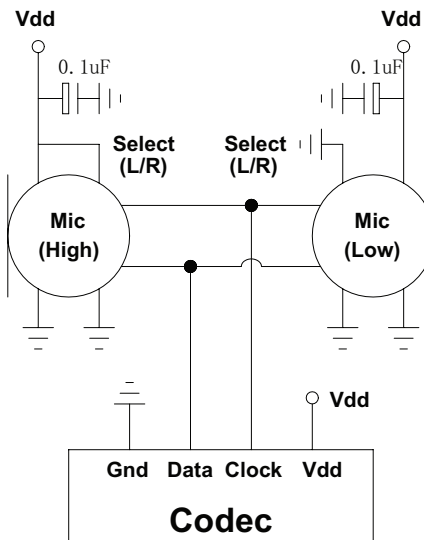 Vdd
Vdd
0.1uF
0.1uF
Select
(L/R)
Select
(L/R)
Mic
(High)
Mic
(Low)
Vdd
Gnd Data Clock Vdd
Codec